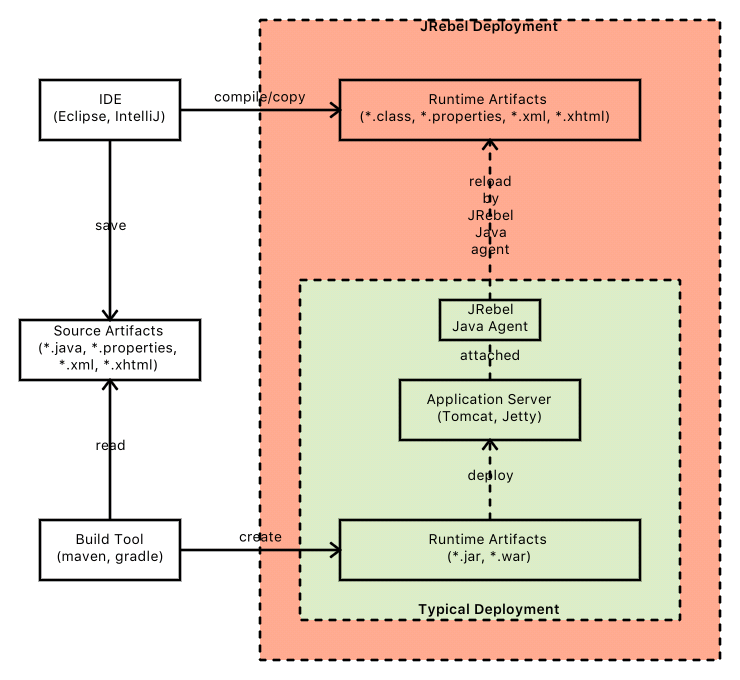 JRebel Deployment
IDE
(Eclipse, IntelliJ)
compile/copy
Runtime Artifacts
(*.class, *.properties, *.xml, *.xhtml)
reload
by
JRebel
Java
agent
save
JRebel
Java Agent
Source Artifacts
(*.java, *.properties,
*.xml, *.xhtml)
attached
Application Server
(Tomcat, Jetty)
read
deploy
Build Tool
(maven, gradle)
create
Runtime Artifacts
(*.jar, *.war)
Typical Deployment